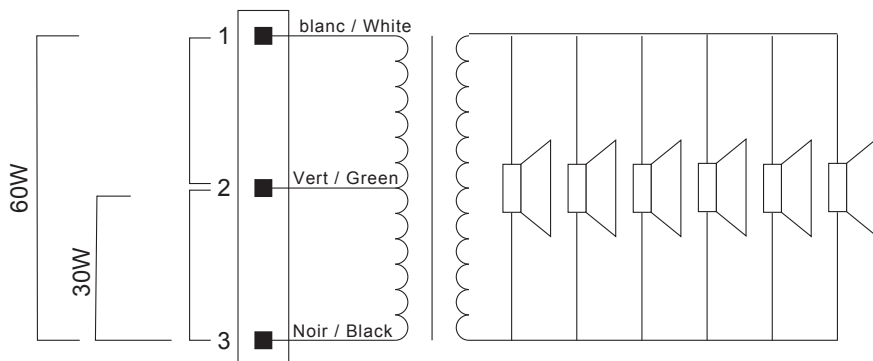 1
blanc / White
60W
2
Vert / Green
30W
3
Noir / Black